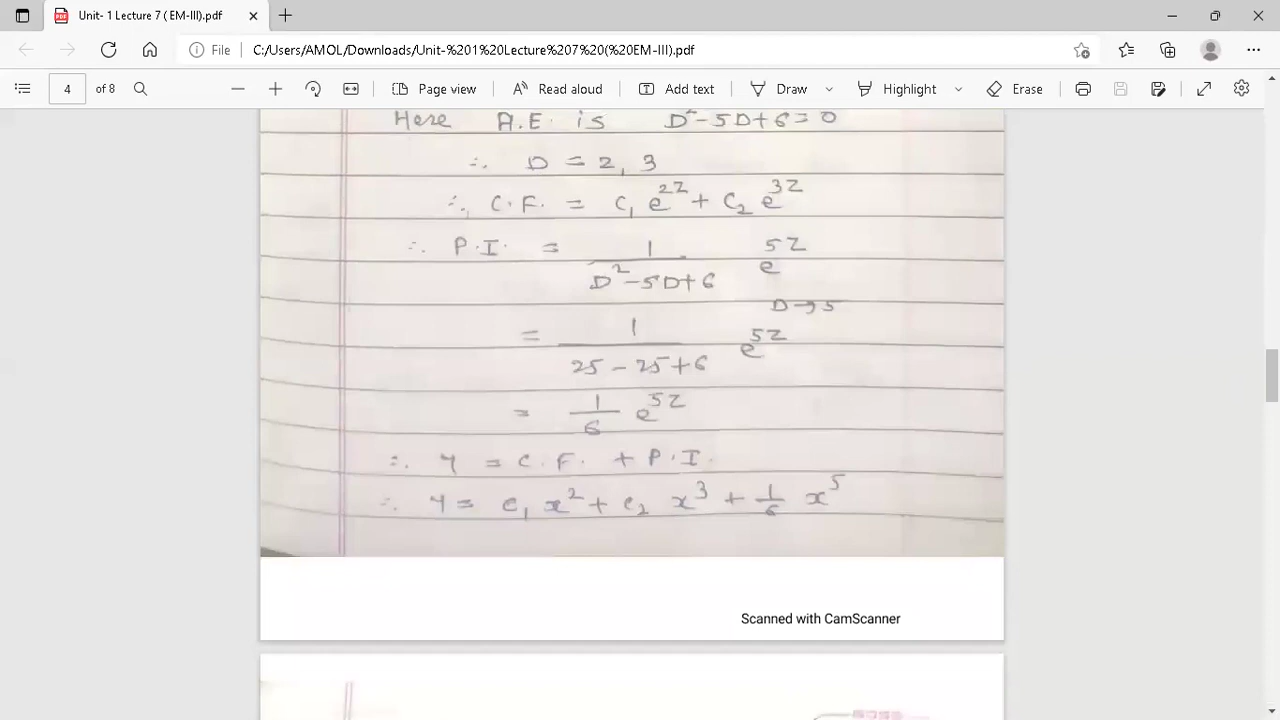 Unit- 1 Lecture 7 ( EM-III).pdf
File C:/Users/AMOL/Downloads/Unit-%201%20Lecture%207%20(%20EM-III).pdf
4 of 8 Page view Read aloud Add text Draw Highlight Erase
Here A.E. is D²-5D+6=0
∴ D = 2, 3
∴ C.F. = C₁ e^2Z + C₂ e^3Z
∴ P.I. = 1/(D²-5D+6) e^5Z
D→5
= 1/(25-25+6) e^5Z
= 1/6 e^5Z
∴ y = C.F. + P.I.
∴ y = c₁ x² + c₂ x³ + 1/6 x⁵
Scanned with CamScanner